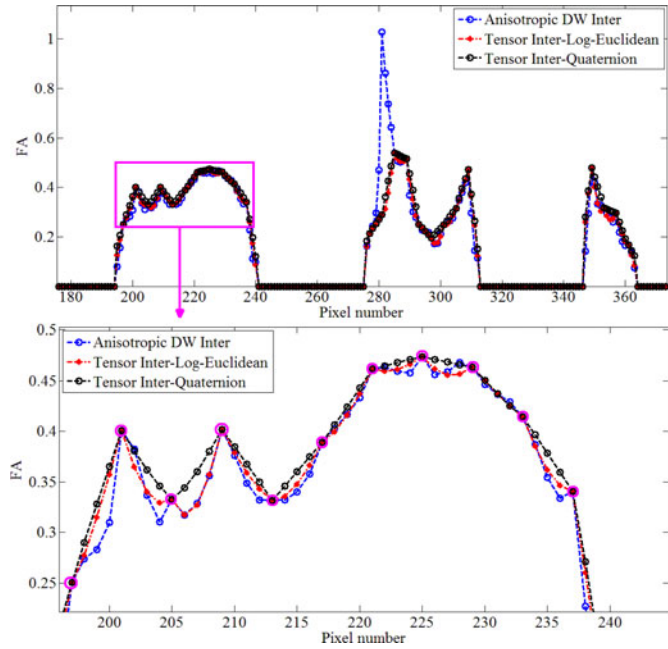 1
0.8
0.6
0.4
0.2
FA
Anisotropic DW Inter
Tensor Inter-Log-Euclidean
Tensor Inter-Quaternion
180 200 220 240 260 280 300 320 340 360
Pixel number
0.5
0.45
0.4
0.35
0.3
0.25
FA
Anisotropic DW Inter
Tensor Inter-Log-Euclidean
Tensor Inter-Quaternion
200 205 210 215 220 225 230 235 240
Pixel number